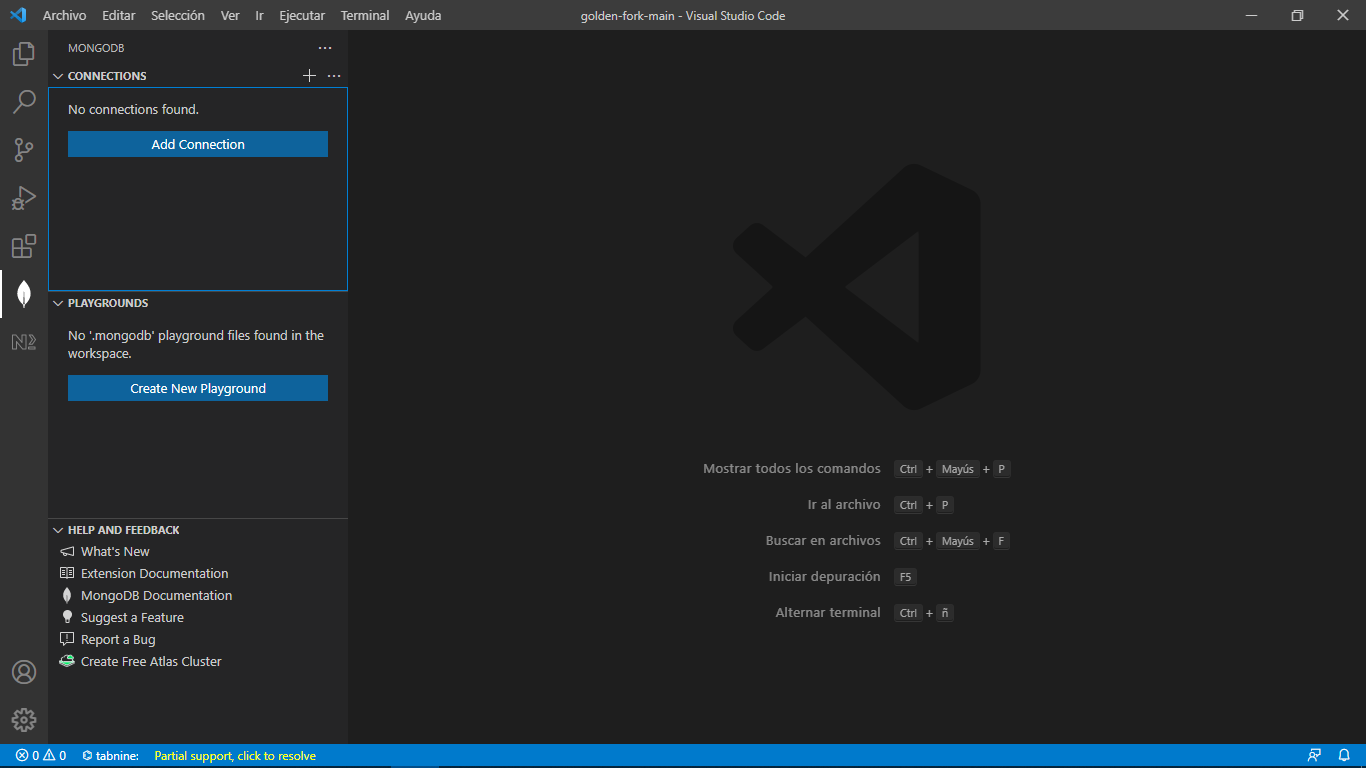 Archivo Editar Selección Ver Ir Ejecutar Terminal Ayuda golden-fork-main - Visual Studio Code
MONGODB
CONNECTIONS
No connections found.
Add Connection
PLAYGROUNDS
No '.mongodb' playground files found in the
workspace.
Create New Playground
HELP AND FEEDBACK
What's New
Extension Documentation
MongoDB Documentation
Suggest a Feature
Report a Bug
Create Free Atlas Cluster
Mostrar todos los comandos Ctrl + Mayús + P
Ir al archivo Ctrl + P
Buscar en archivos Ctrl + Mayús + F
Iniciar depuración F5
Alternar terminal Ctrl + ñ
0 0 tabnine: Partial support, click to resolve